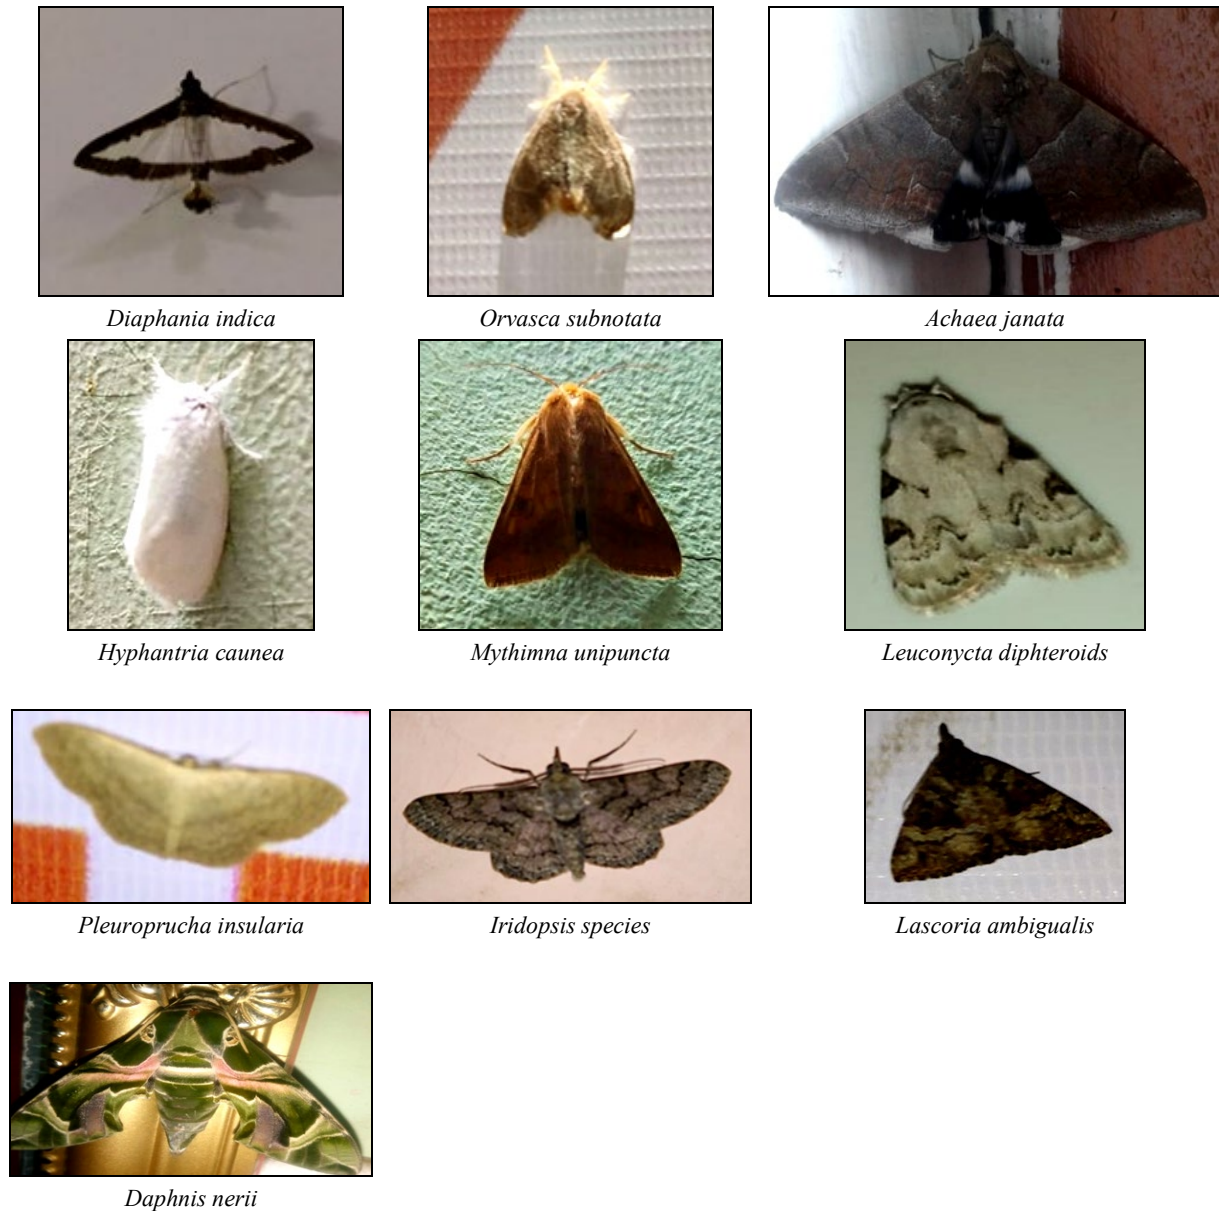 Diaphania indica
Orvasca subnotata
Achaea janata
Hyphantria caunea
Mythimna unipuncta
Leuconycta diphteroids
Pleuroprucha insularia
Iridopsis species
Lascoria ambigualis
Daphnis nerii